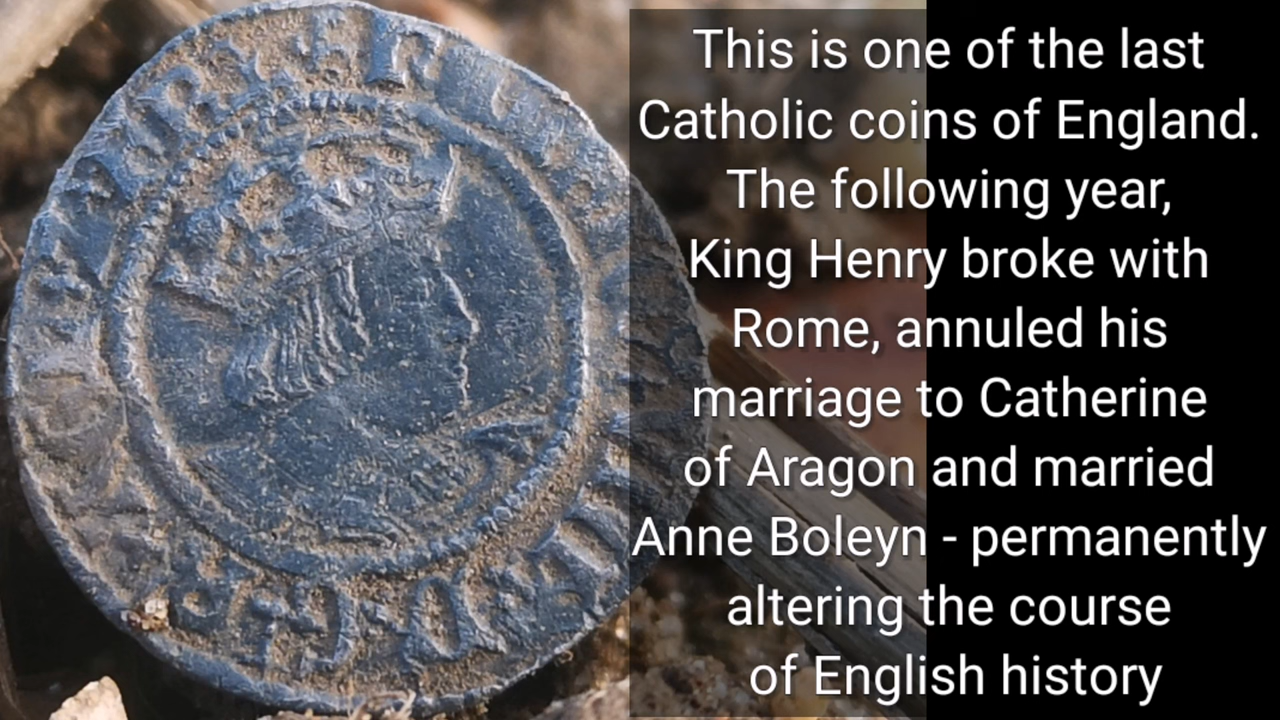 This is one of the last
Catholic coins of England.
The following year,
King Henry broke with
Rome, annuled his
marriage to Catherine
of Aragon and married
Anne Boleyn - permanently
altering the course
of English history